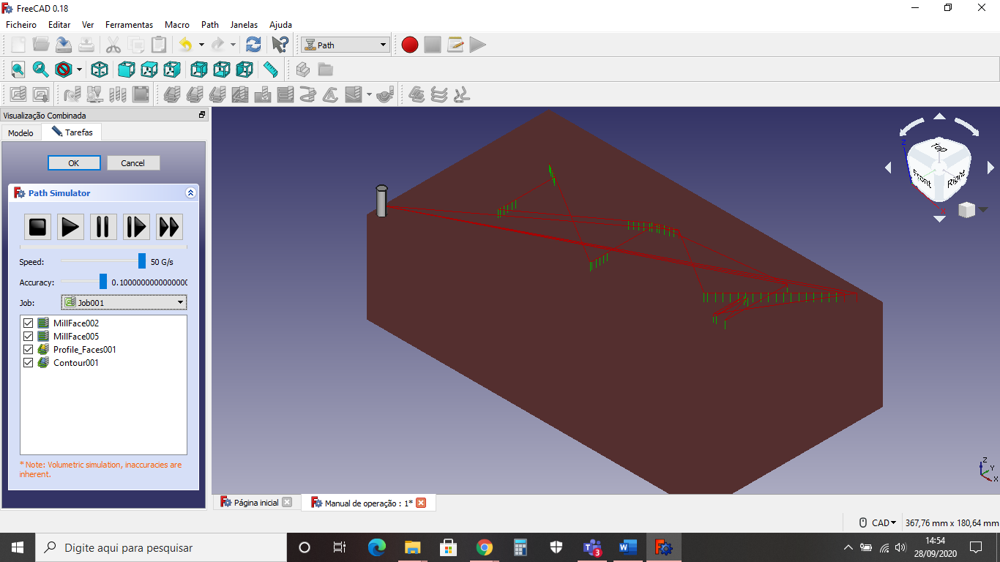 FreeCAD 0.18
Ficheiro Editar Ver Ferramentas Macro Path Janelas Ajuda
Path
Visualização Combinada
Modelo Tarefas
OK Cancel
Path Simulator
Speed: 50 G/s
Accuracy: 0.1000000000000000
Job: Job001
MillFace002
MillFace005
Profile_Faces001
Contour001
* Note: Volumetric simulation, inaccuracies are
inherent.
Top
Front Right
Z
X
Z
Y
X
Página inicial Manual de operação : 1*
CAD 367,76 mm x 180,64 mm
Digite aqui para pesquisar
3
W
14:54
28/09/2020